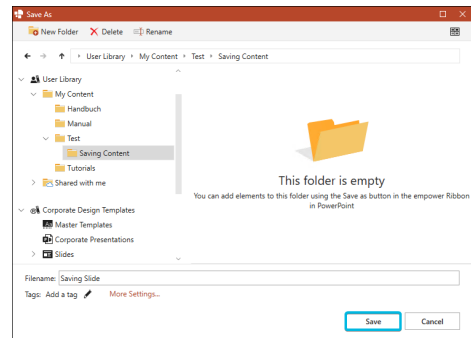 Save As
New Folder Delete Rename
User Library My Content Test Saving Content
User Library
My Content
Handbuch
Manual
Test
Saving Content
Tutorials
Shared with me
Corporate Design Templates
Master Templates
Corporate Presentations
Slides
This folder is empty
You can add elements to this folder using the Save as button in the empower Ribbon
in PowerPoint
Filename: Saving Slide
Tags: Add a tag More Settings...
Save Cancel